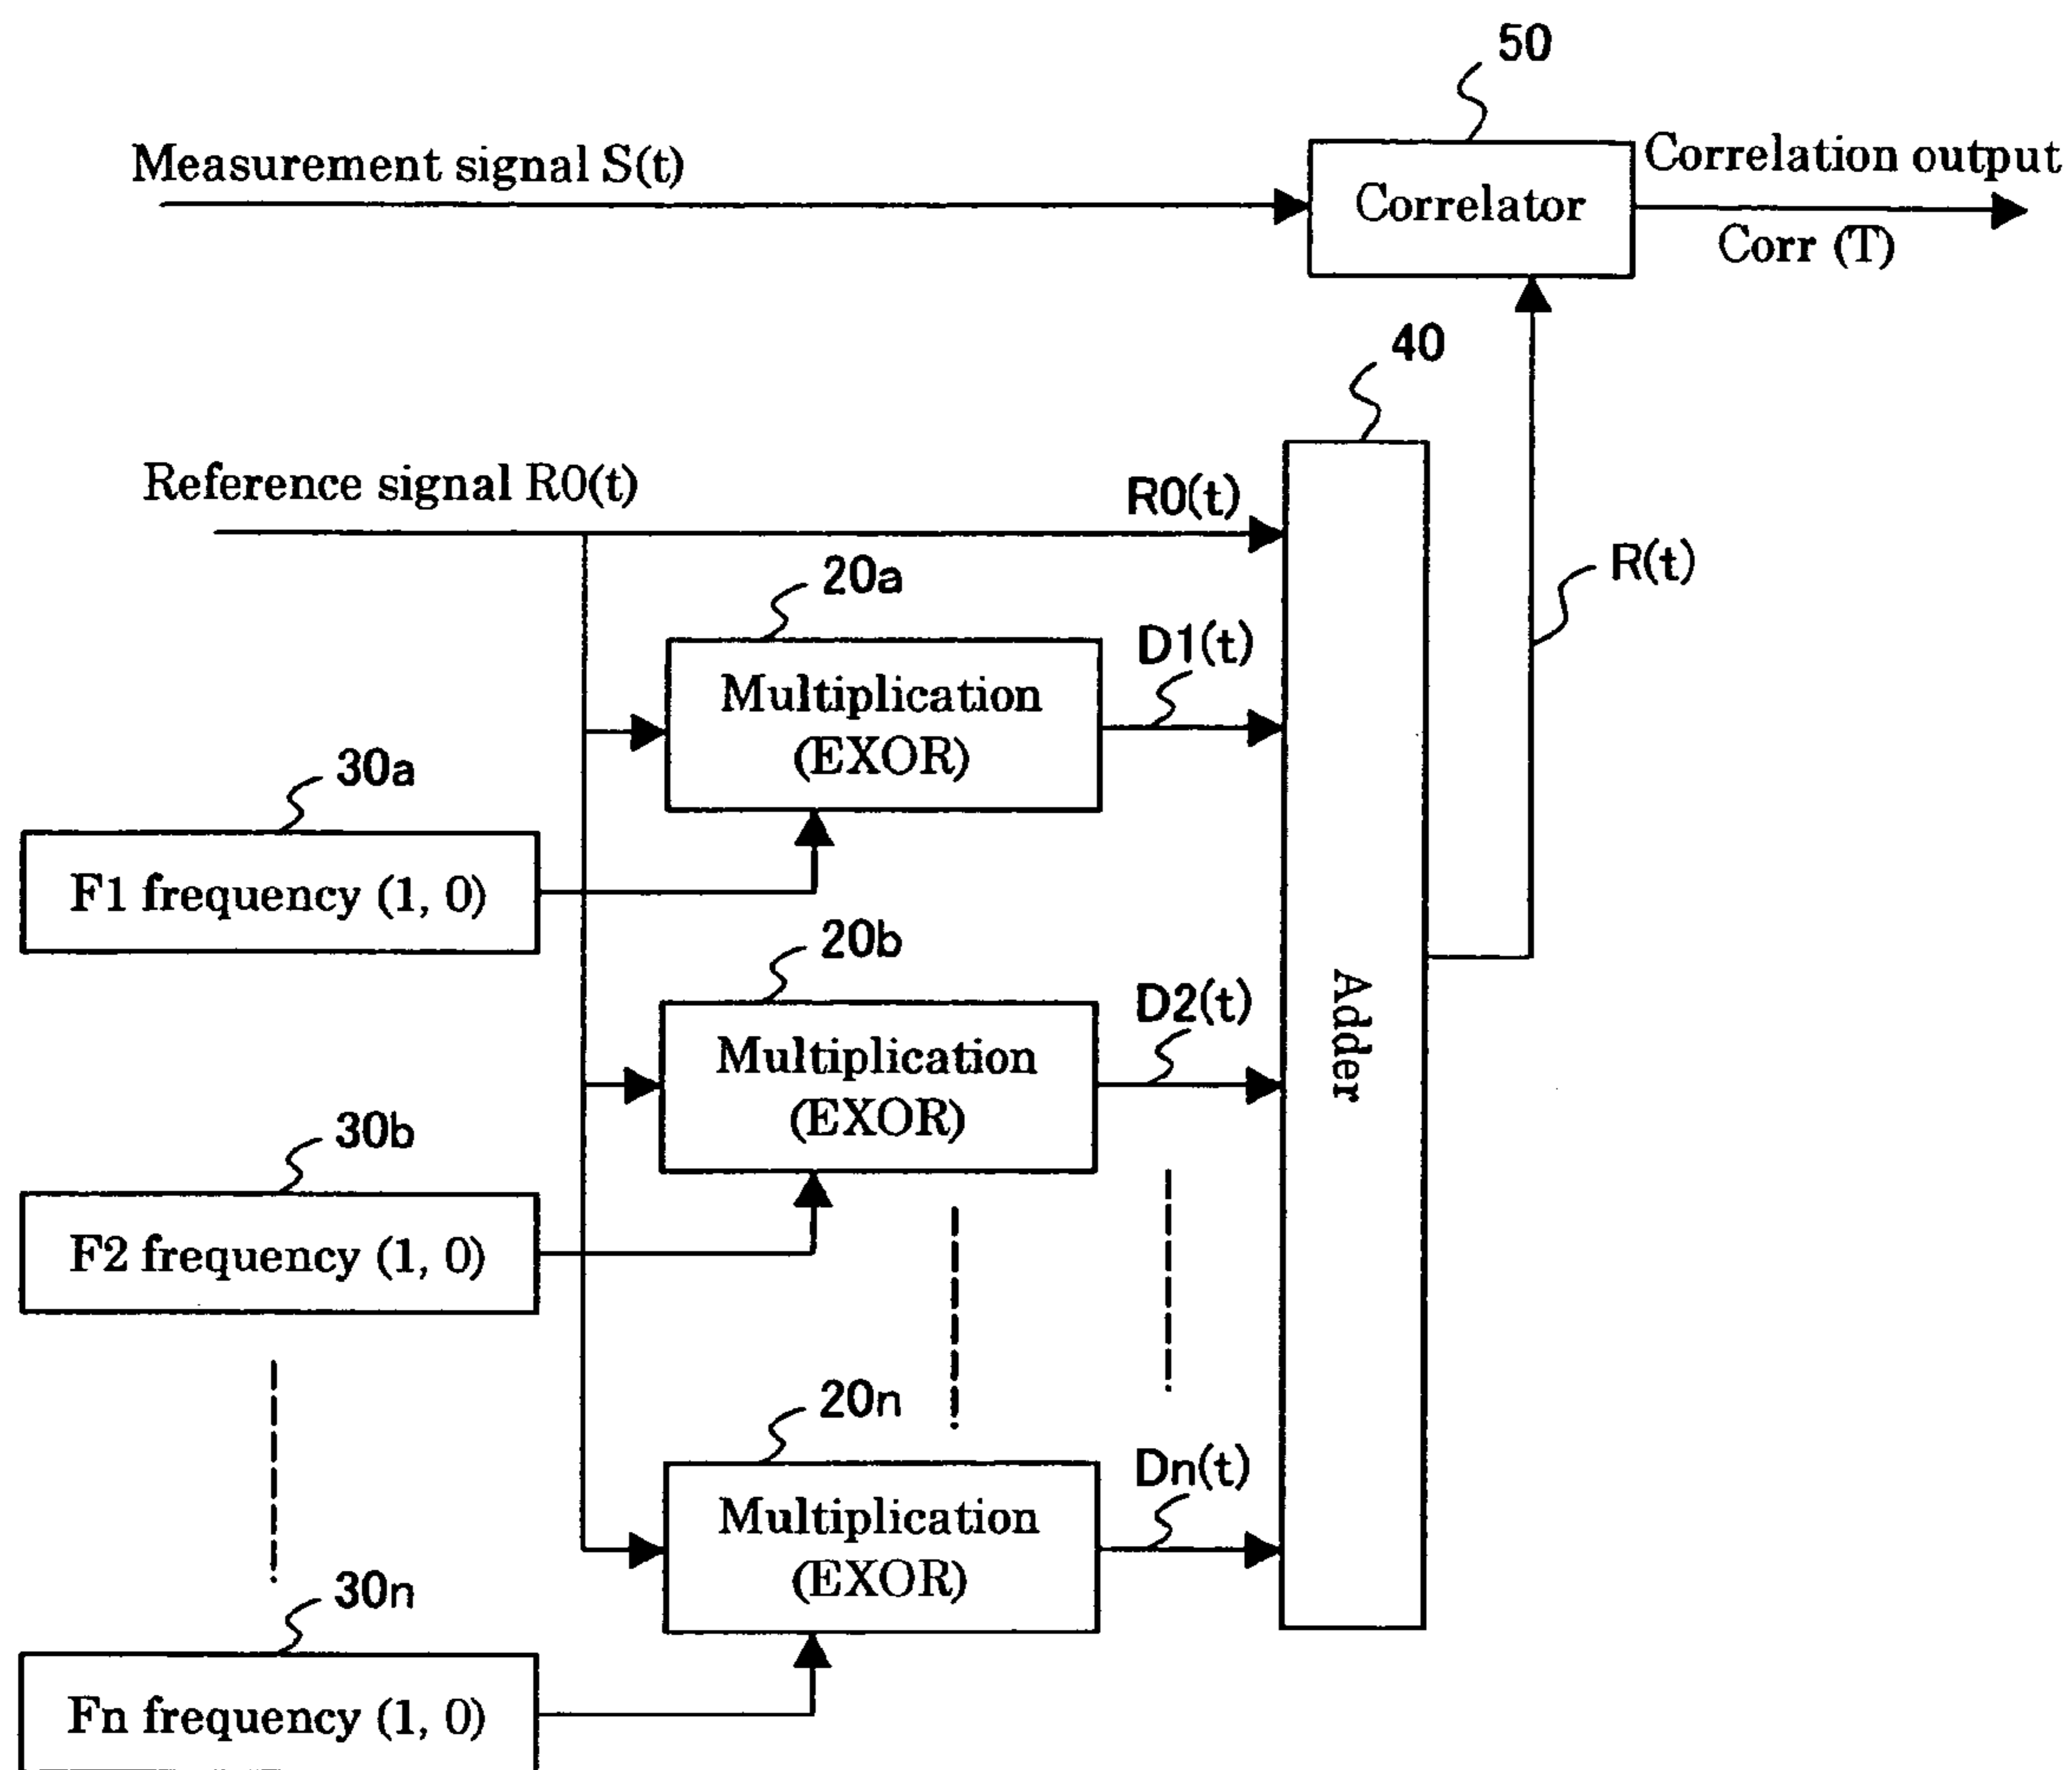 50
Measurement signal S(t)
Correlator
Correlation output
Corr (T)
40
Reference signal R0(t)
R0(t)
R(t)
20a
D1(t)
Multiplication
(EXOR)
30a
F1 frequency (1, 0)
20b
D2(t)
Multiplication
(EXOR)
Adder
30b
F2 frequency (1, 0)
20n
Dn(t)
Multiplication
(EXOR)
30n
Fn frequency (1, 0)